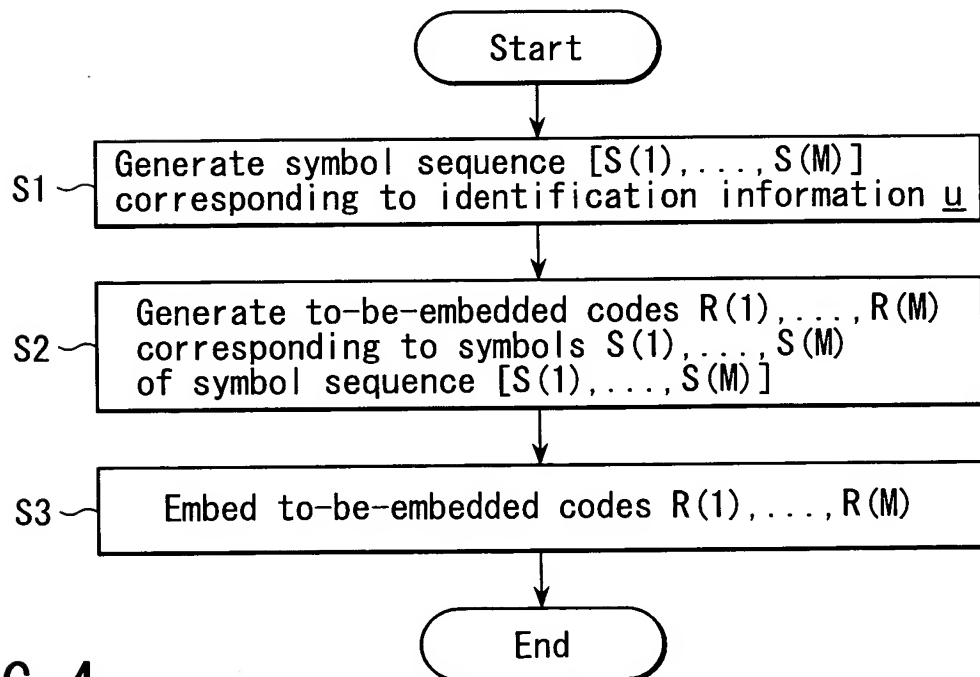 Start
S1
Generate symbol sequence [S(1),...,S(M)]
corresponding to identification information u
S2
Generate to-be-embedded codes R(1),...,R(M)
corresponding to symbols S(1),...,S(M)
of symbol sequence [S(1),...,S(M)]
S3
Embed to-be-embedded codes R(1),...,R(M)
End